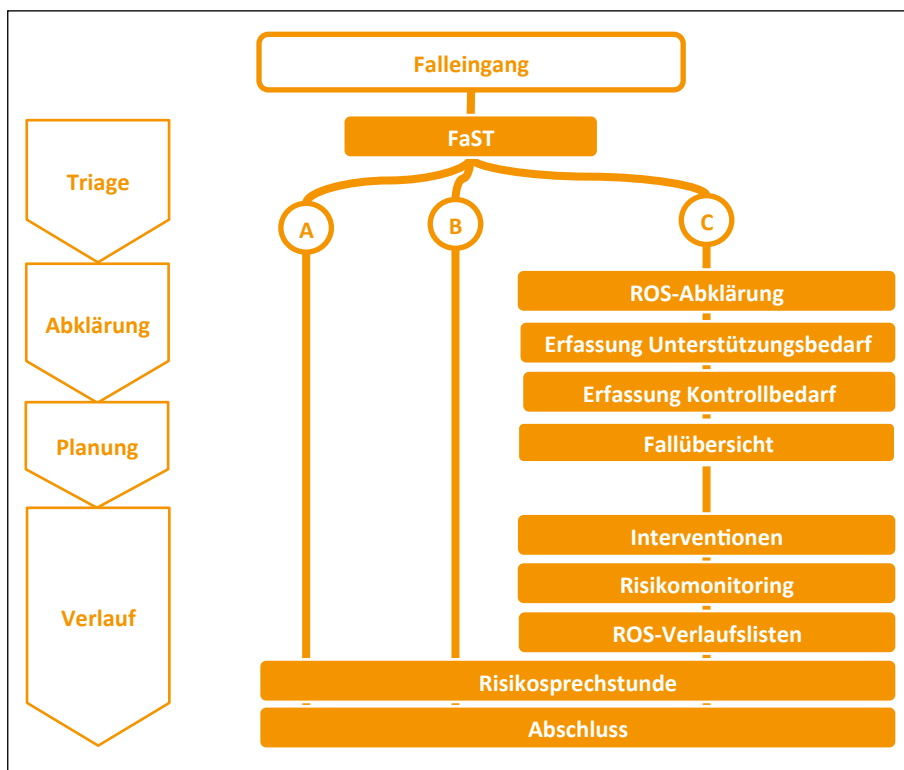 Falleingang
FaST
Triage
A
B
C
ROS-Abklärung
Abklärung
Erfassung Unterstützungsbedarf
Erfassung Kontrollbedarf
Planung
Fallübersicht
Interventionen
Risikomonitoring
Verlauf
ROS-Verlaufslisten
Risikosprechstunde
Abschluss